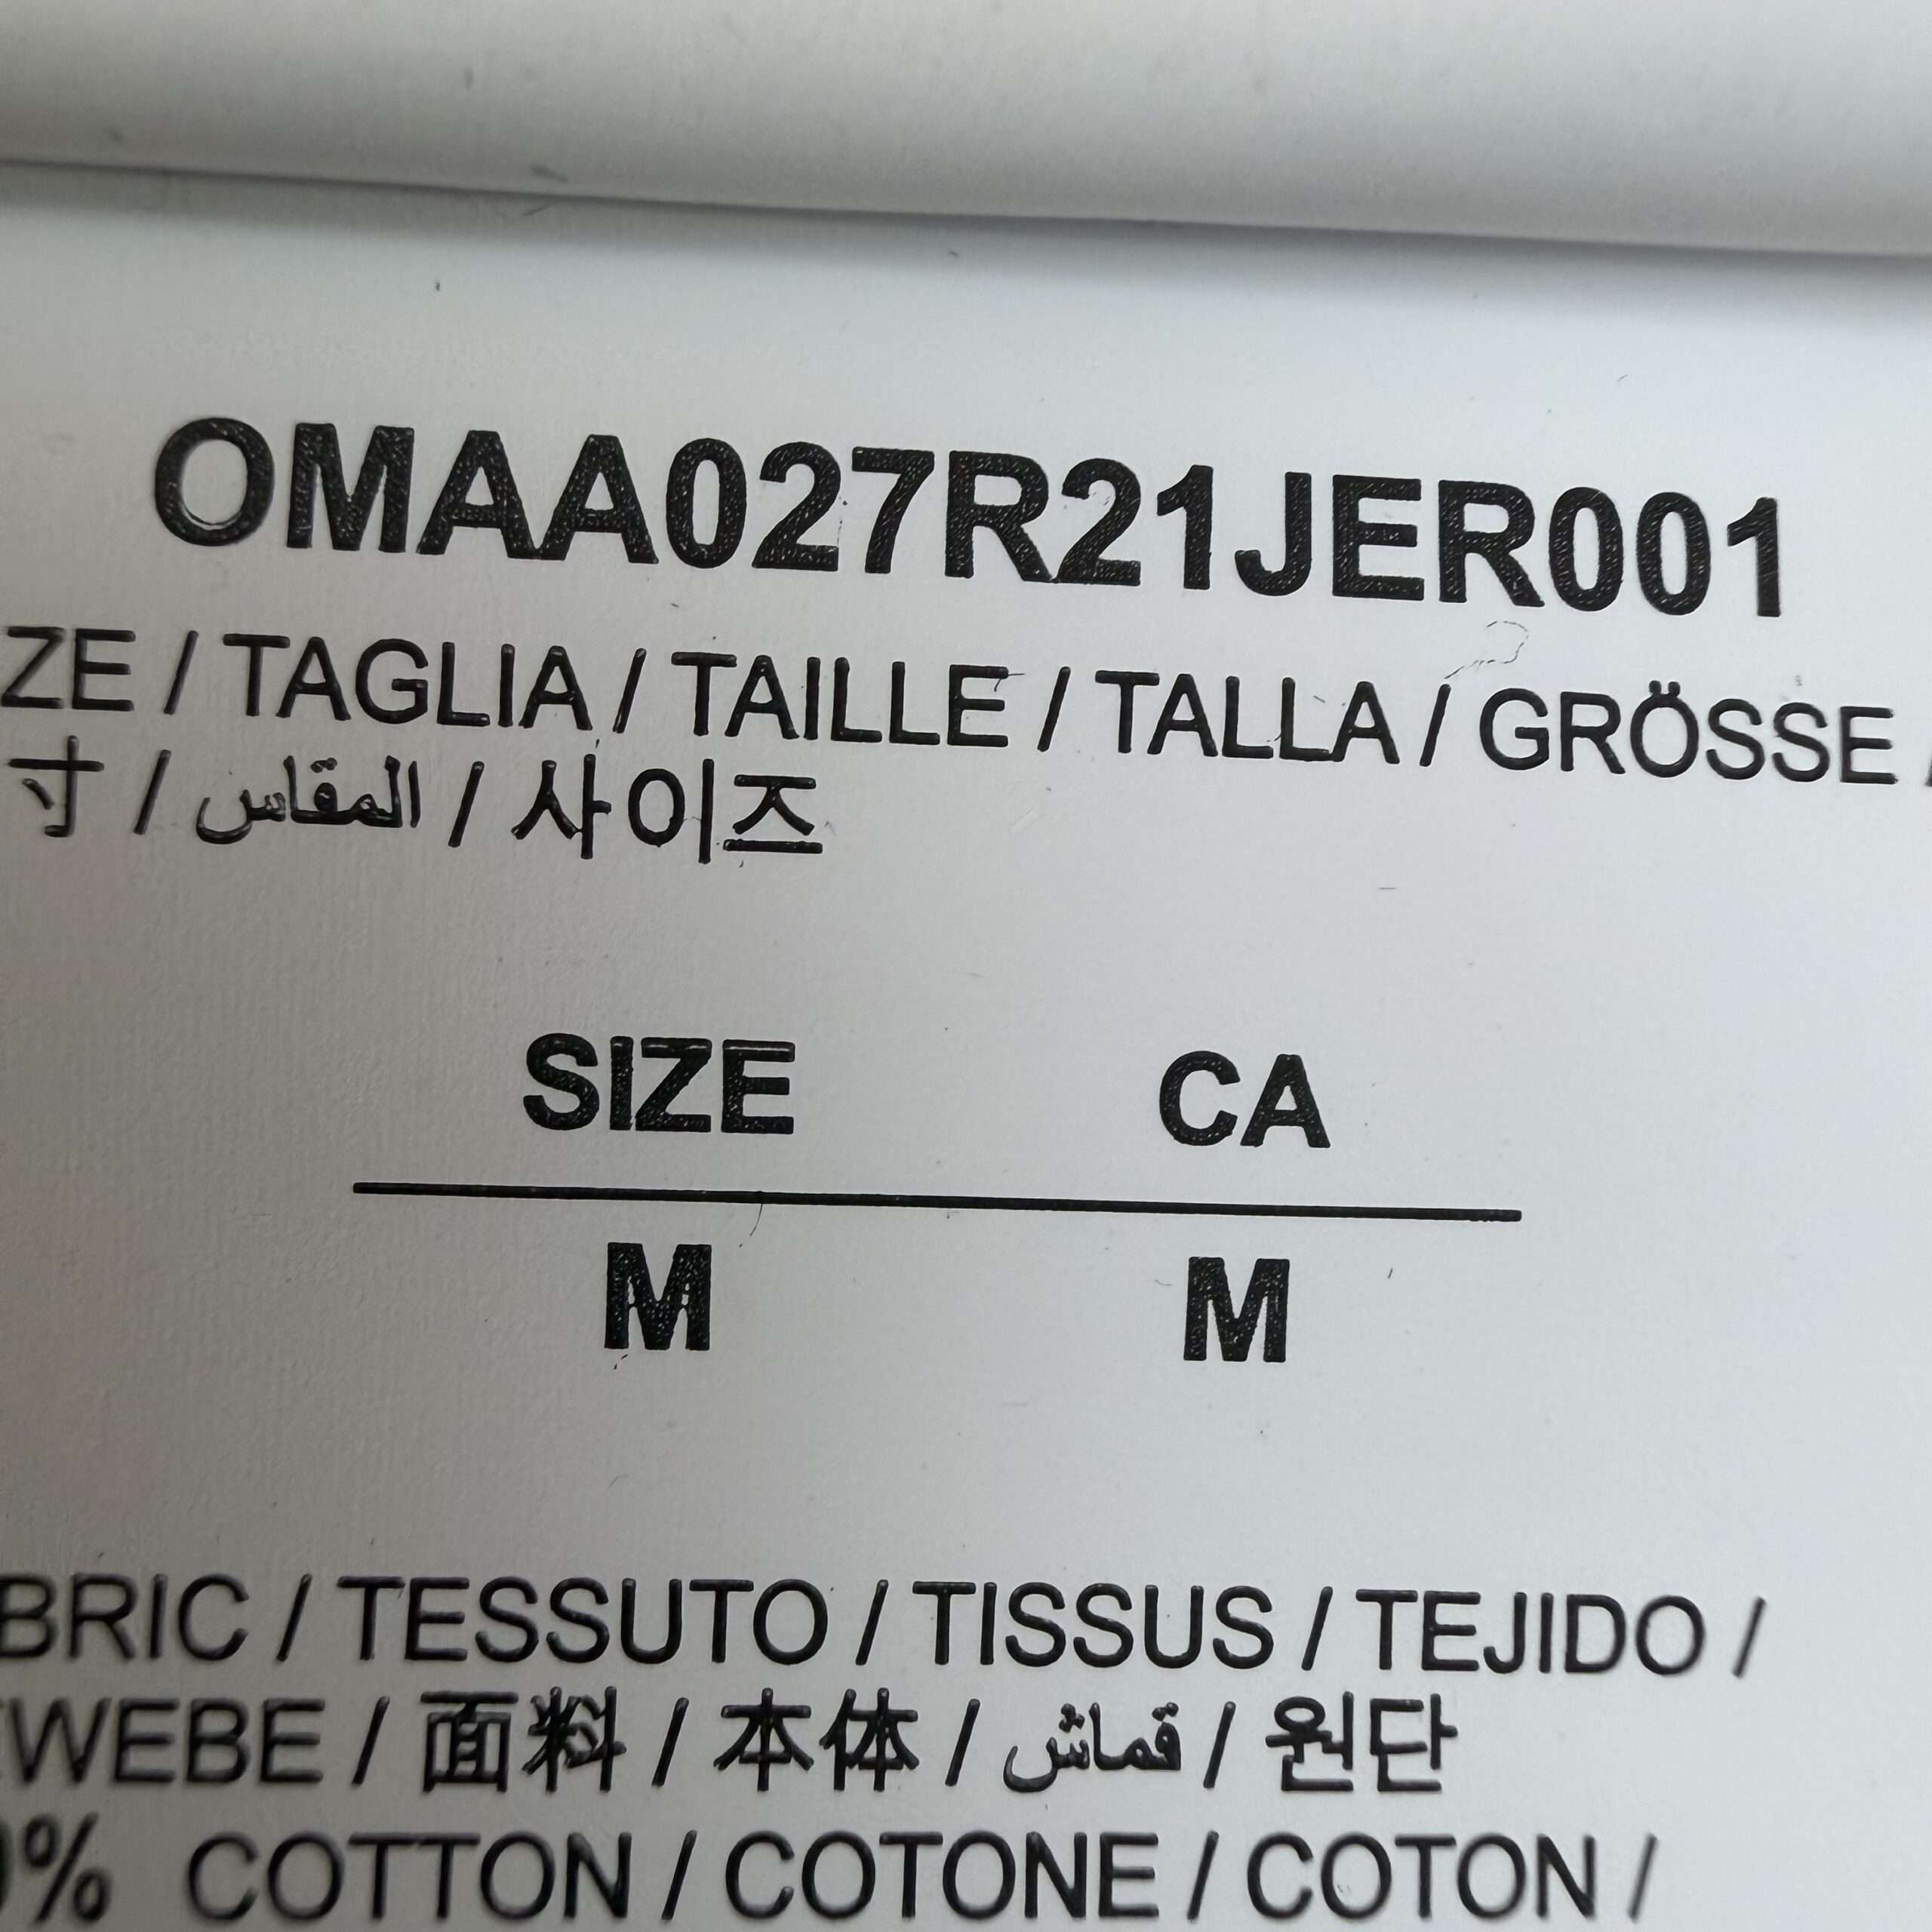 OMAA027R21JER001
ZE / TAGLIA / TAILLE / TALLA / GRÖSSE /
寸 / المقاس / 사이즈
SIZE CA
M M
BRIC / TESSUTO / TISSUS / TEJIDO /
WEBE / 面料 / 本体 / قماش / 원단
0% COTTON / COTONE / COTON /